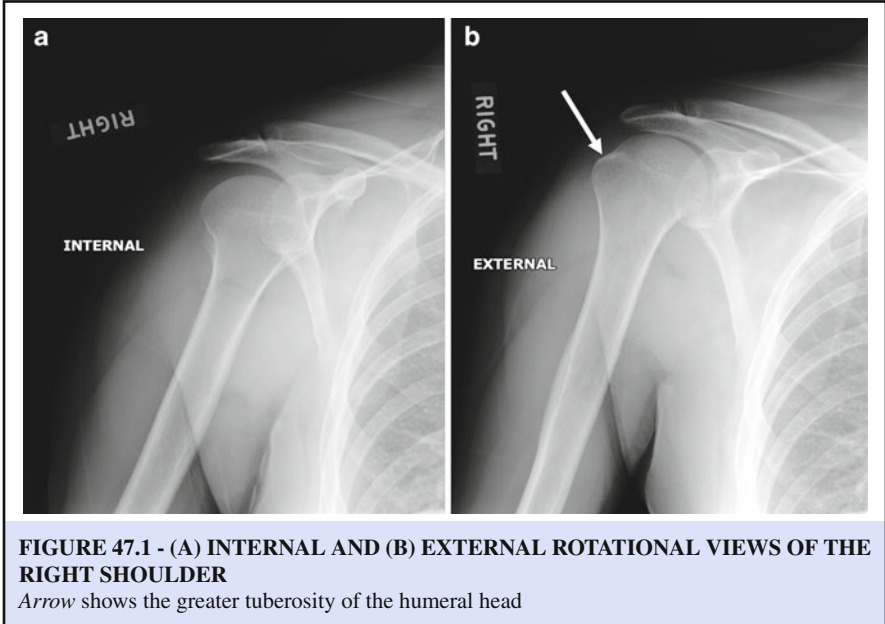 a
RIGHT
INTERNAL
b
RIGHT
EXTERNAL
FIGURE 47.1 - (A) INTERNAL AND (B) EXTERNAL ROTATIONAL VIEWS OF THE
RIGHT SHOULDER
Arrow shows the greater tuberosity of the humeral head